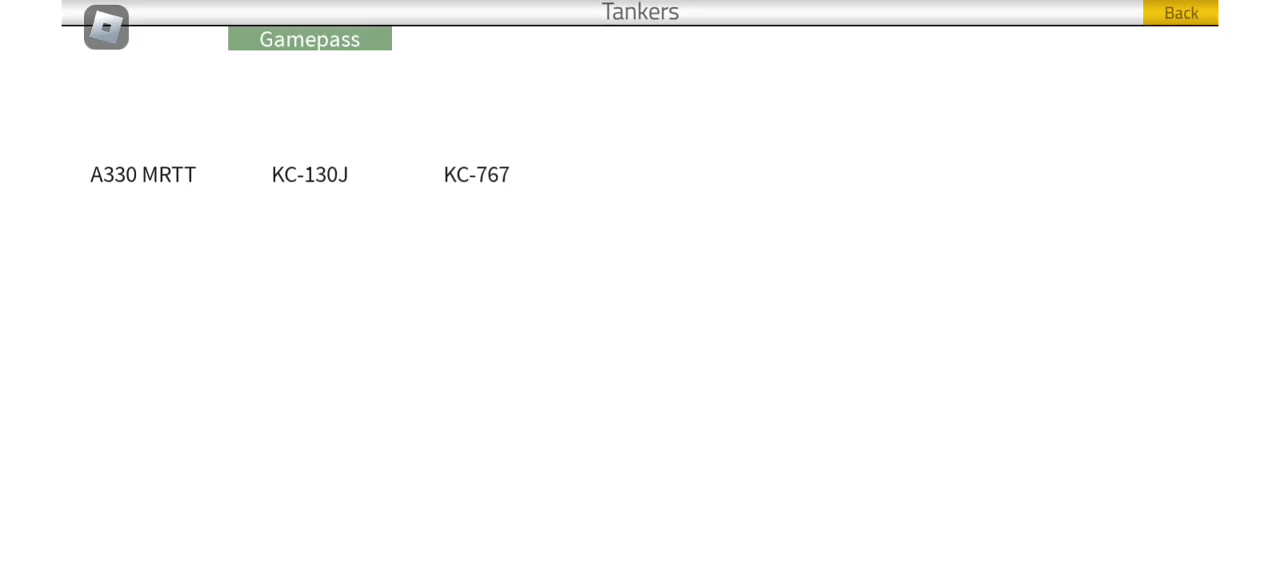 Tankers
Back
Gamepass
A330 MRTT
KC-130J
KC-767